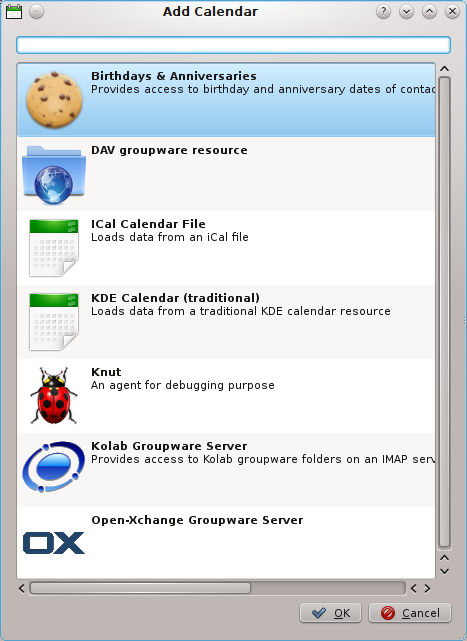 Add Calendar
Birthdays & Anniversaries
Provides access to birthday and anniversary dates of
DAV groupware resource
ICal Calendar File
Loads data from an iCal file
KDE Calendar (traditional)
Loads data from a traditional KDE calendar resource
Knut
An agent for debugging purpose
Kolab Groupware Server
Provides access to Kolab groupware folders on an IMAP
OX
Open-Xchange Groupware Server
OK
Cancel